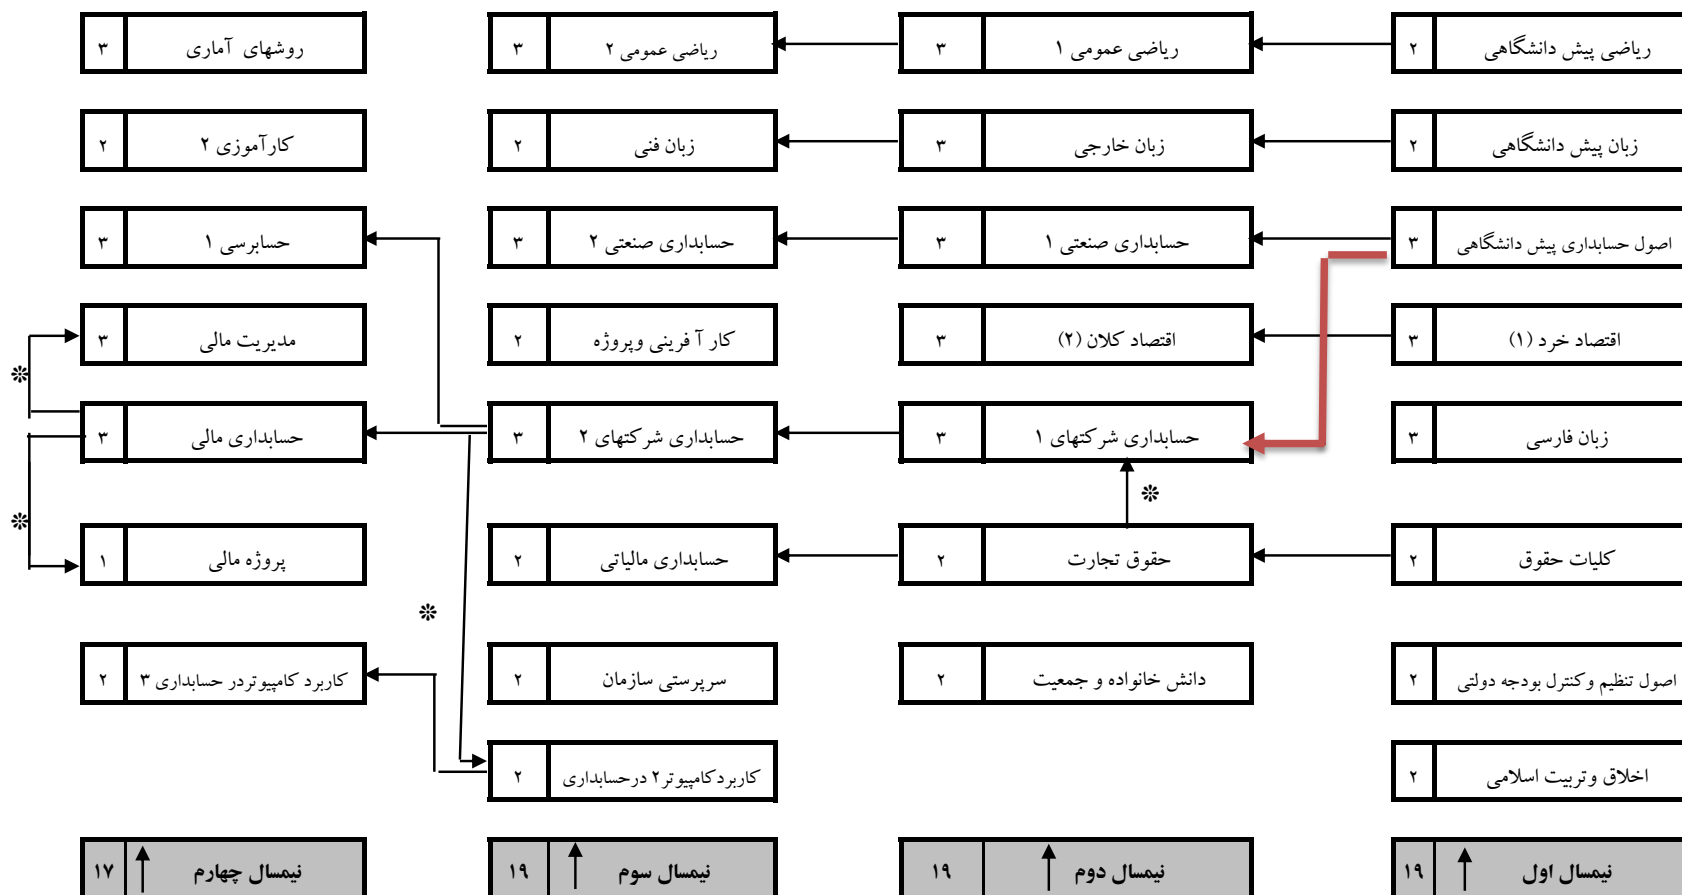 ریاضی پیش دانشگاهی ۲ ریاضی عمومی ۱ ۳ ریاضی عمومی ۲ ۳ روشهای آماری ۳
زبان پیش دانشگاهی ۲ زبان خارجی ۳ زبان فنی ۲ کارآموزی ۲ ۲
اصول حسابداری پیش دانشگاهی ۳ حسابداری صنعتی ۱ ۳ حسابداری صنعتی ۲ ۳ حسابرسی ۱ ۳
اقتصاد خرد (۱) ۳ اقتصاد کلان (۲) ۳ کار آ فرینی وپروژه ۲ مدیریت مالی ۳
❊
زبان فارسی ۳ حسابداری شرکتهای ۱ ۳ حسابداری شرکتهای ۲ ۳ حسابداری مالی ۳
❊
❊
کلیات حقوق ۲ حقوق تجارت ۲ حسابداری مالیاتی ۲ پروژه مالی ۱
❊
اصول تنظیم وکنترل بودجه دولتی ۲ دانش خانواده و جمعیت ۲ سرپرستی سازمان ۲ کاربرد کامپیوتردر حسابداری ۳ ۲
اخلاق وتربیت اسلامی ۲ کاربردکامپیوتر۲ درحسابداری ۲
نیمسال اول ۱۹ نیمسال دوم ۱۹ نیمسال سوم ۱۹ نیمسال چهارم ۱۷